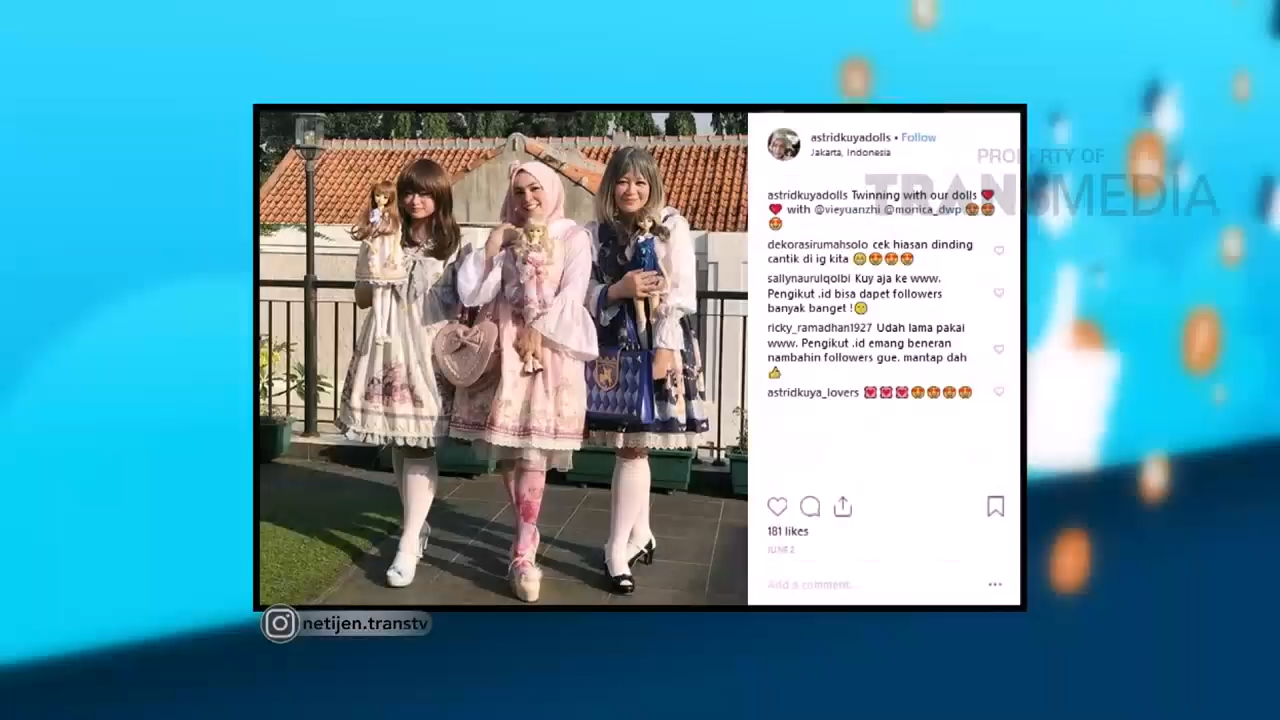 astridkuyadolls • Follow
Jakarta, Indonesia
PROPERTY OF
TRANSMEDIA
astridkuyadolls Twinning with our dolls
with @vieyuanzhi @monica_dwp
dekorasirumahsolo cek hiasan dinding
cantik di ig kita
sallynaurulqolbi Kuy aja ke www.
Pengikut .id bisa dapet followers
banyak banget !
ricky_ramadhan1927 Udah lama pakai
www. Pengikut .id emang beneran
nambahin followers gue. mantap dah
astridkuya_lovers
181 likes
JUNE 2
Add a comment...
netijen.transtv